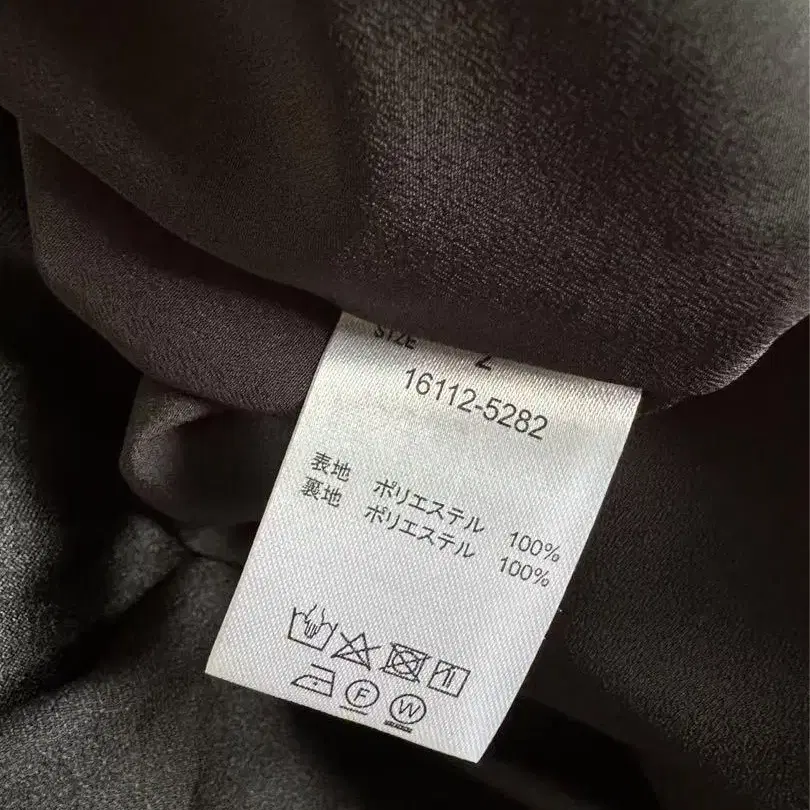 SIZE 2
16112-5282
表地 ポリエステル 100%
裏地 ポリエステル 100%
F W